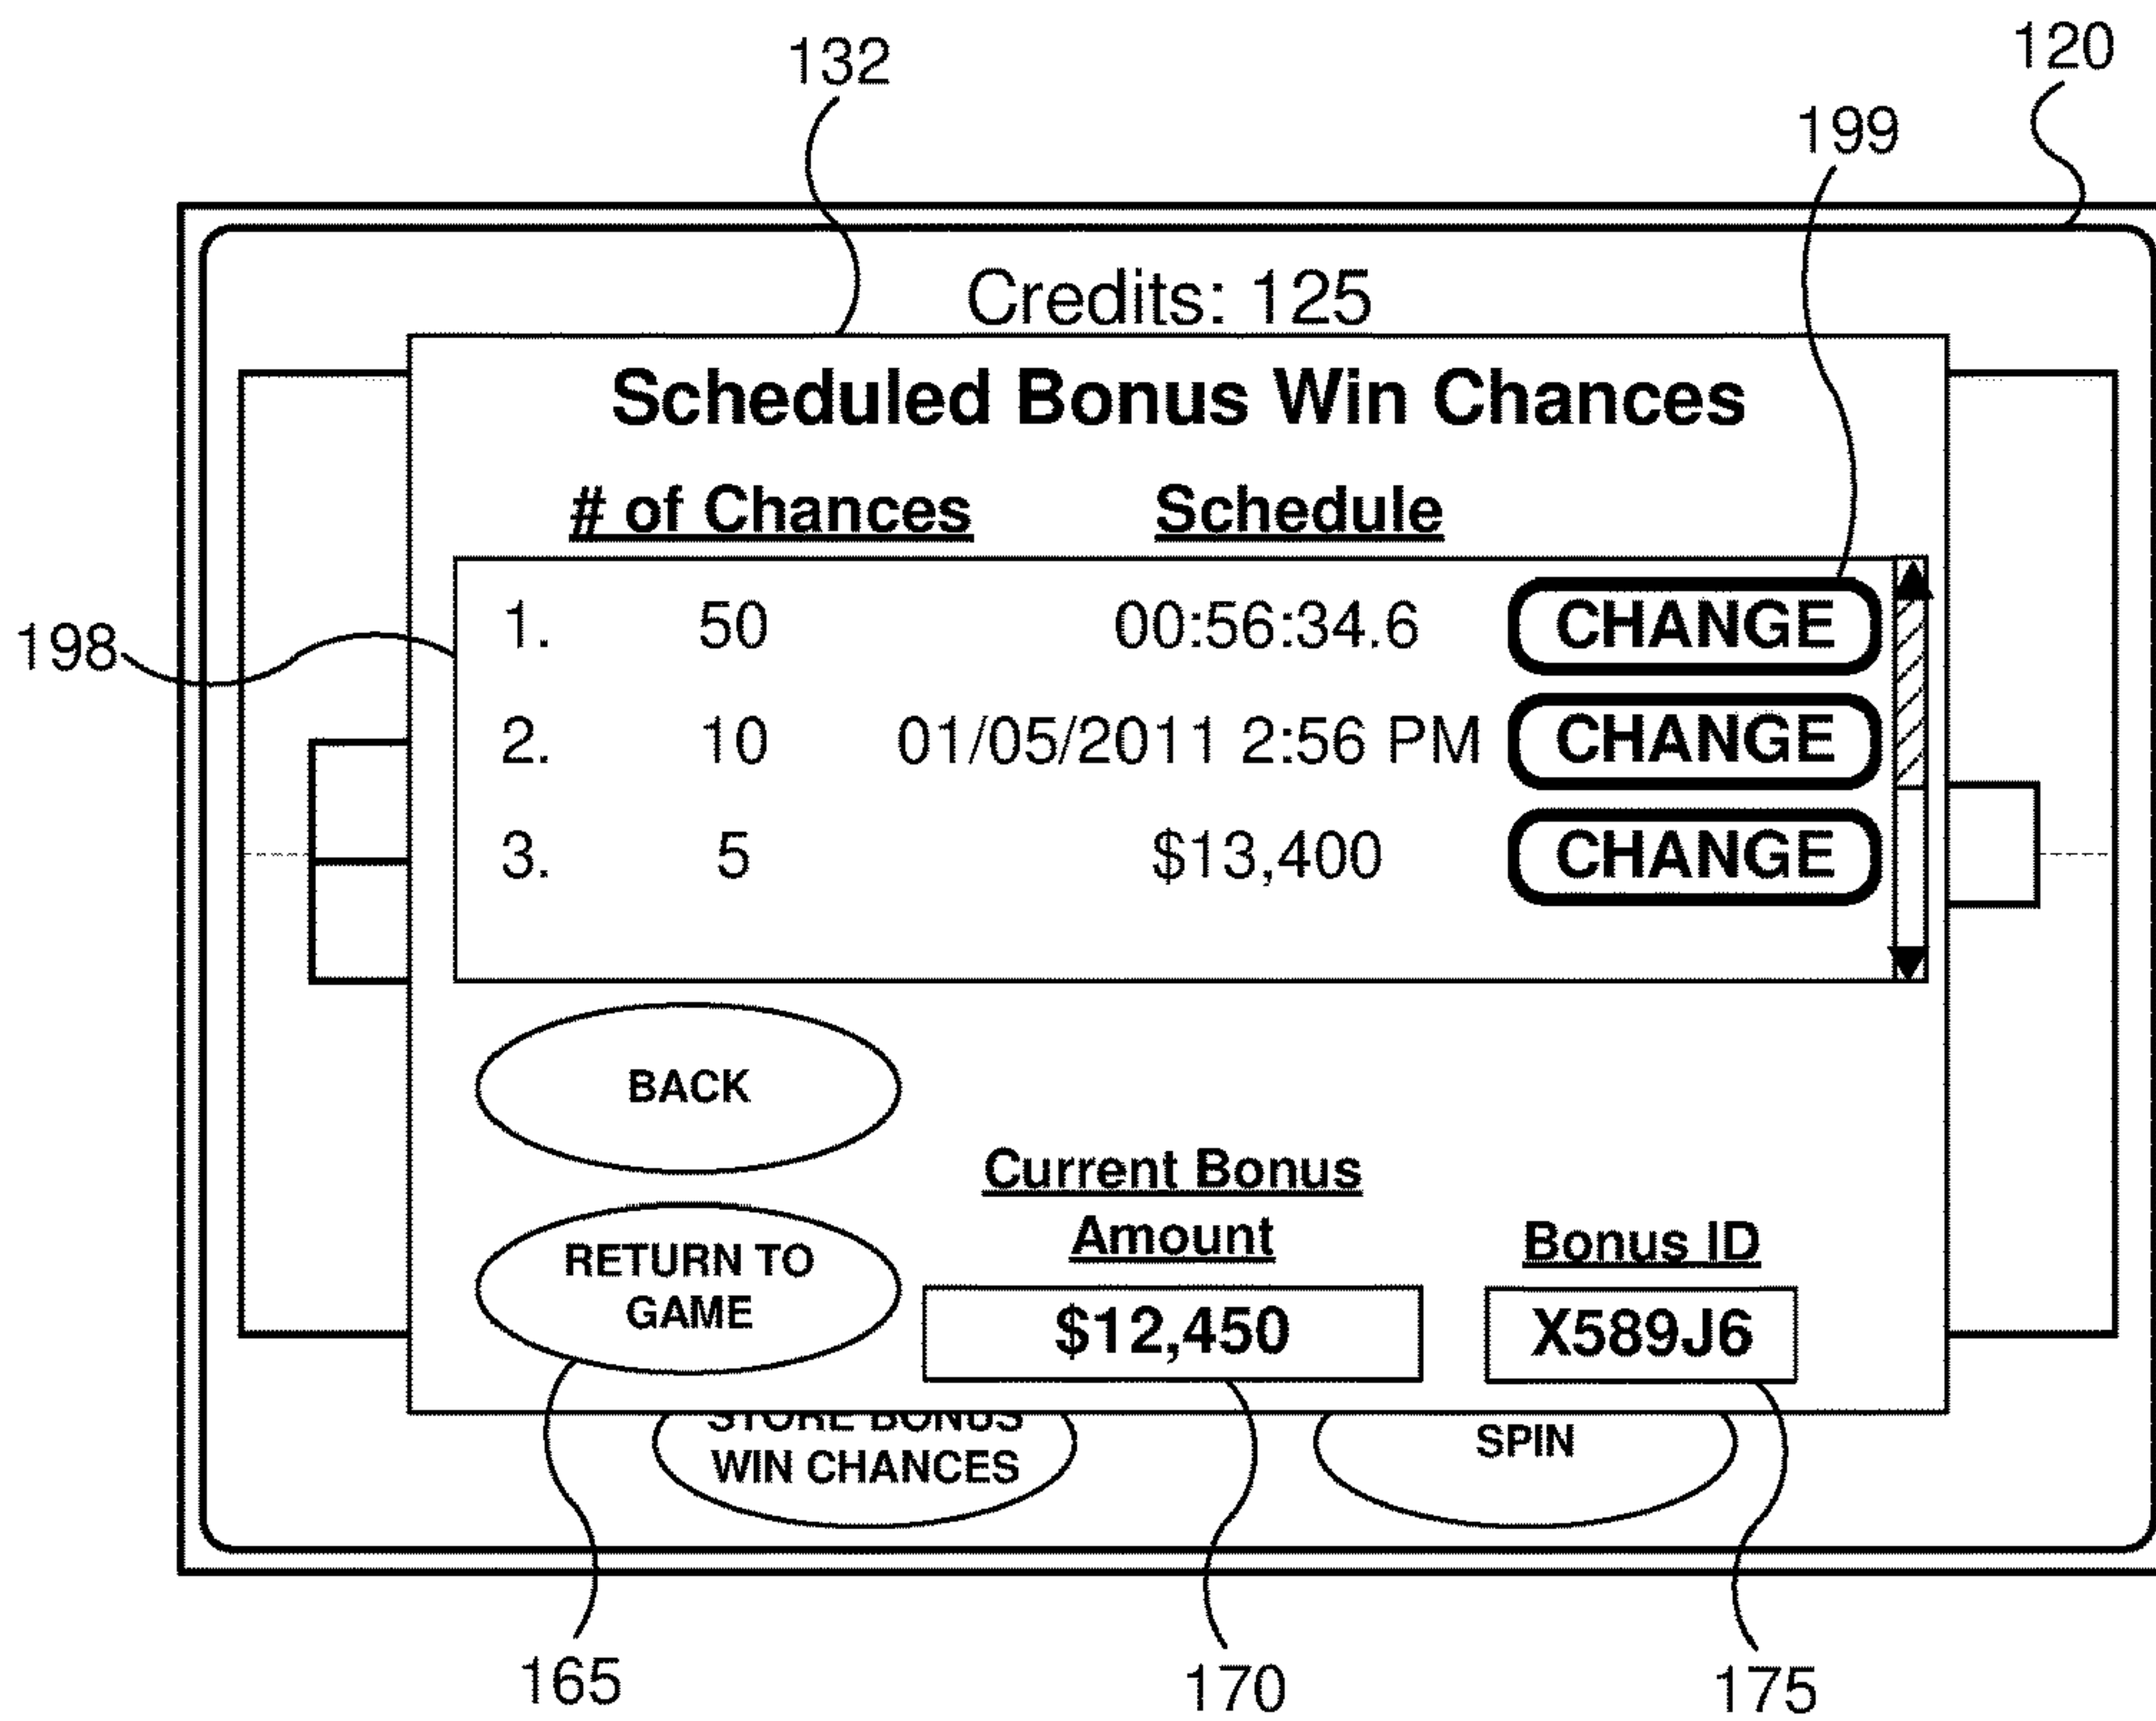 132
120
199
Credits: 125
Scheduled Bonus Win Chances
# of Chances Schedule
1. 50 00:56:34.6 CHANGE
198
2. 10 01/05/2011 2:56 PM CHANGE
3. 5 $13,400 CHANGE
BACK
Current Bonus
Amount
Bonus ID
RETURN TO
GAME
$12,450
X589J6
STORE BONUS
WIN CHANCES
SPIN
165
170
175